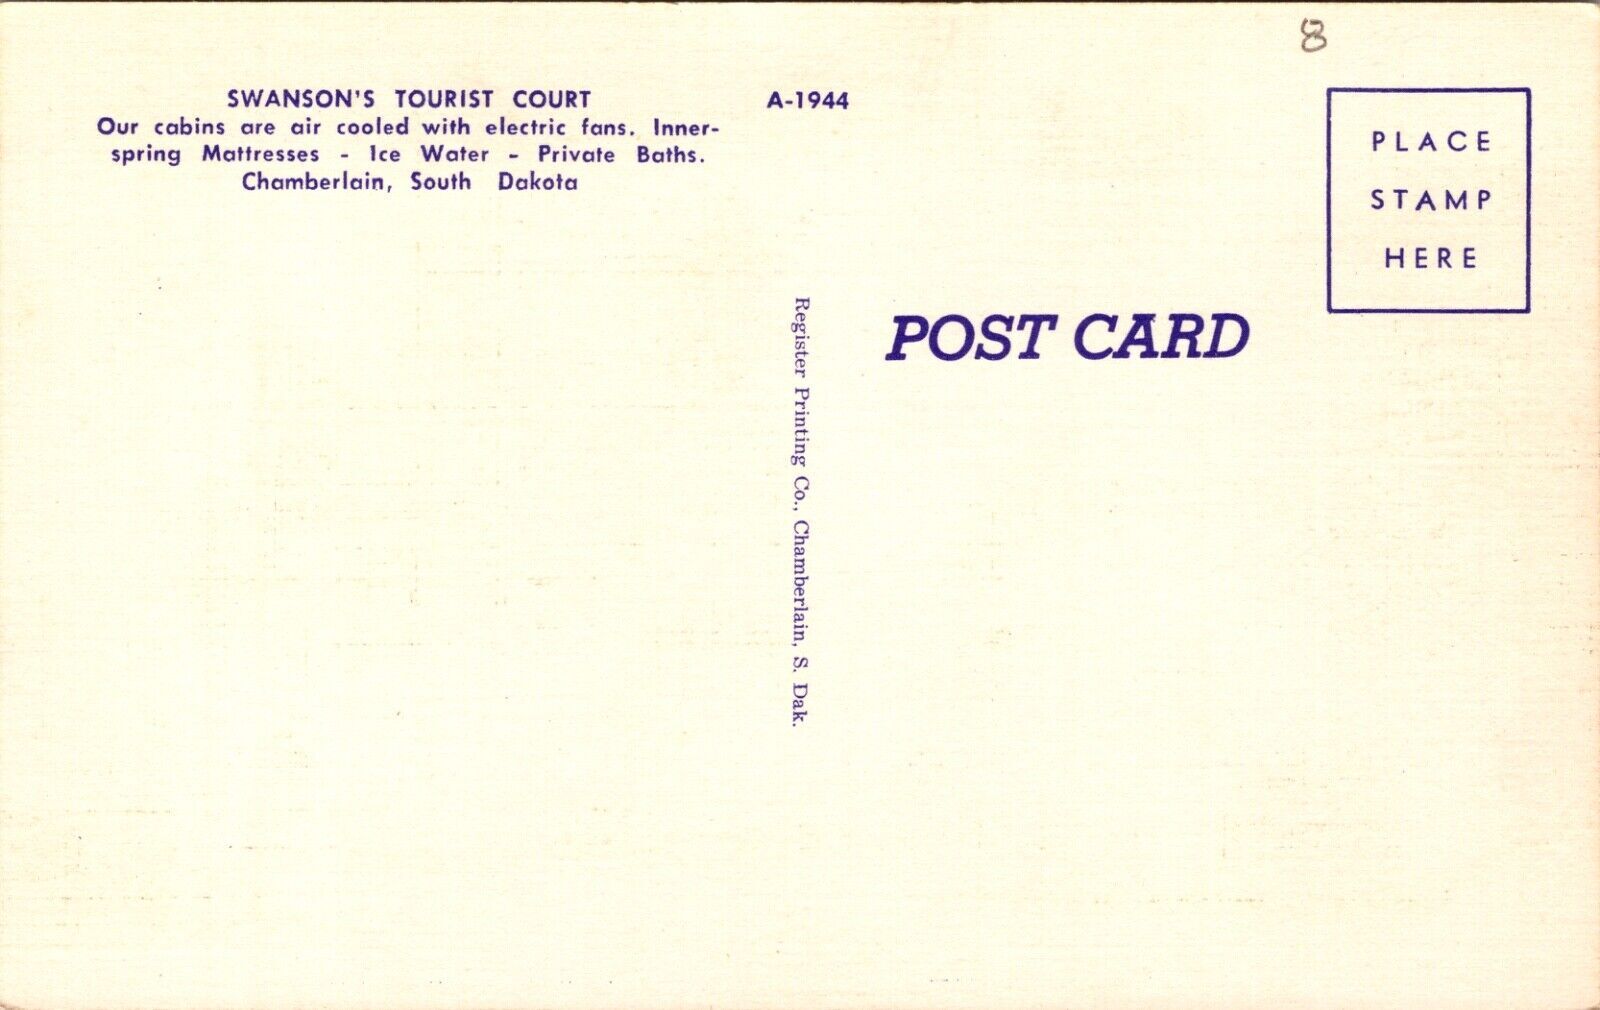 8
SWANSON'S TOURIST COURT
Our cabins are air cooled with electric fans. Inner-
spring Mattresses - Ice Water - Private Baths.
Chamberlain, South Dakota
A-1944
Register Printing Co., Chamberlain, S. Dak.
POST CARD
PLACE
STAMP
HERE